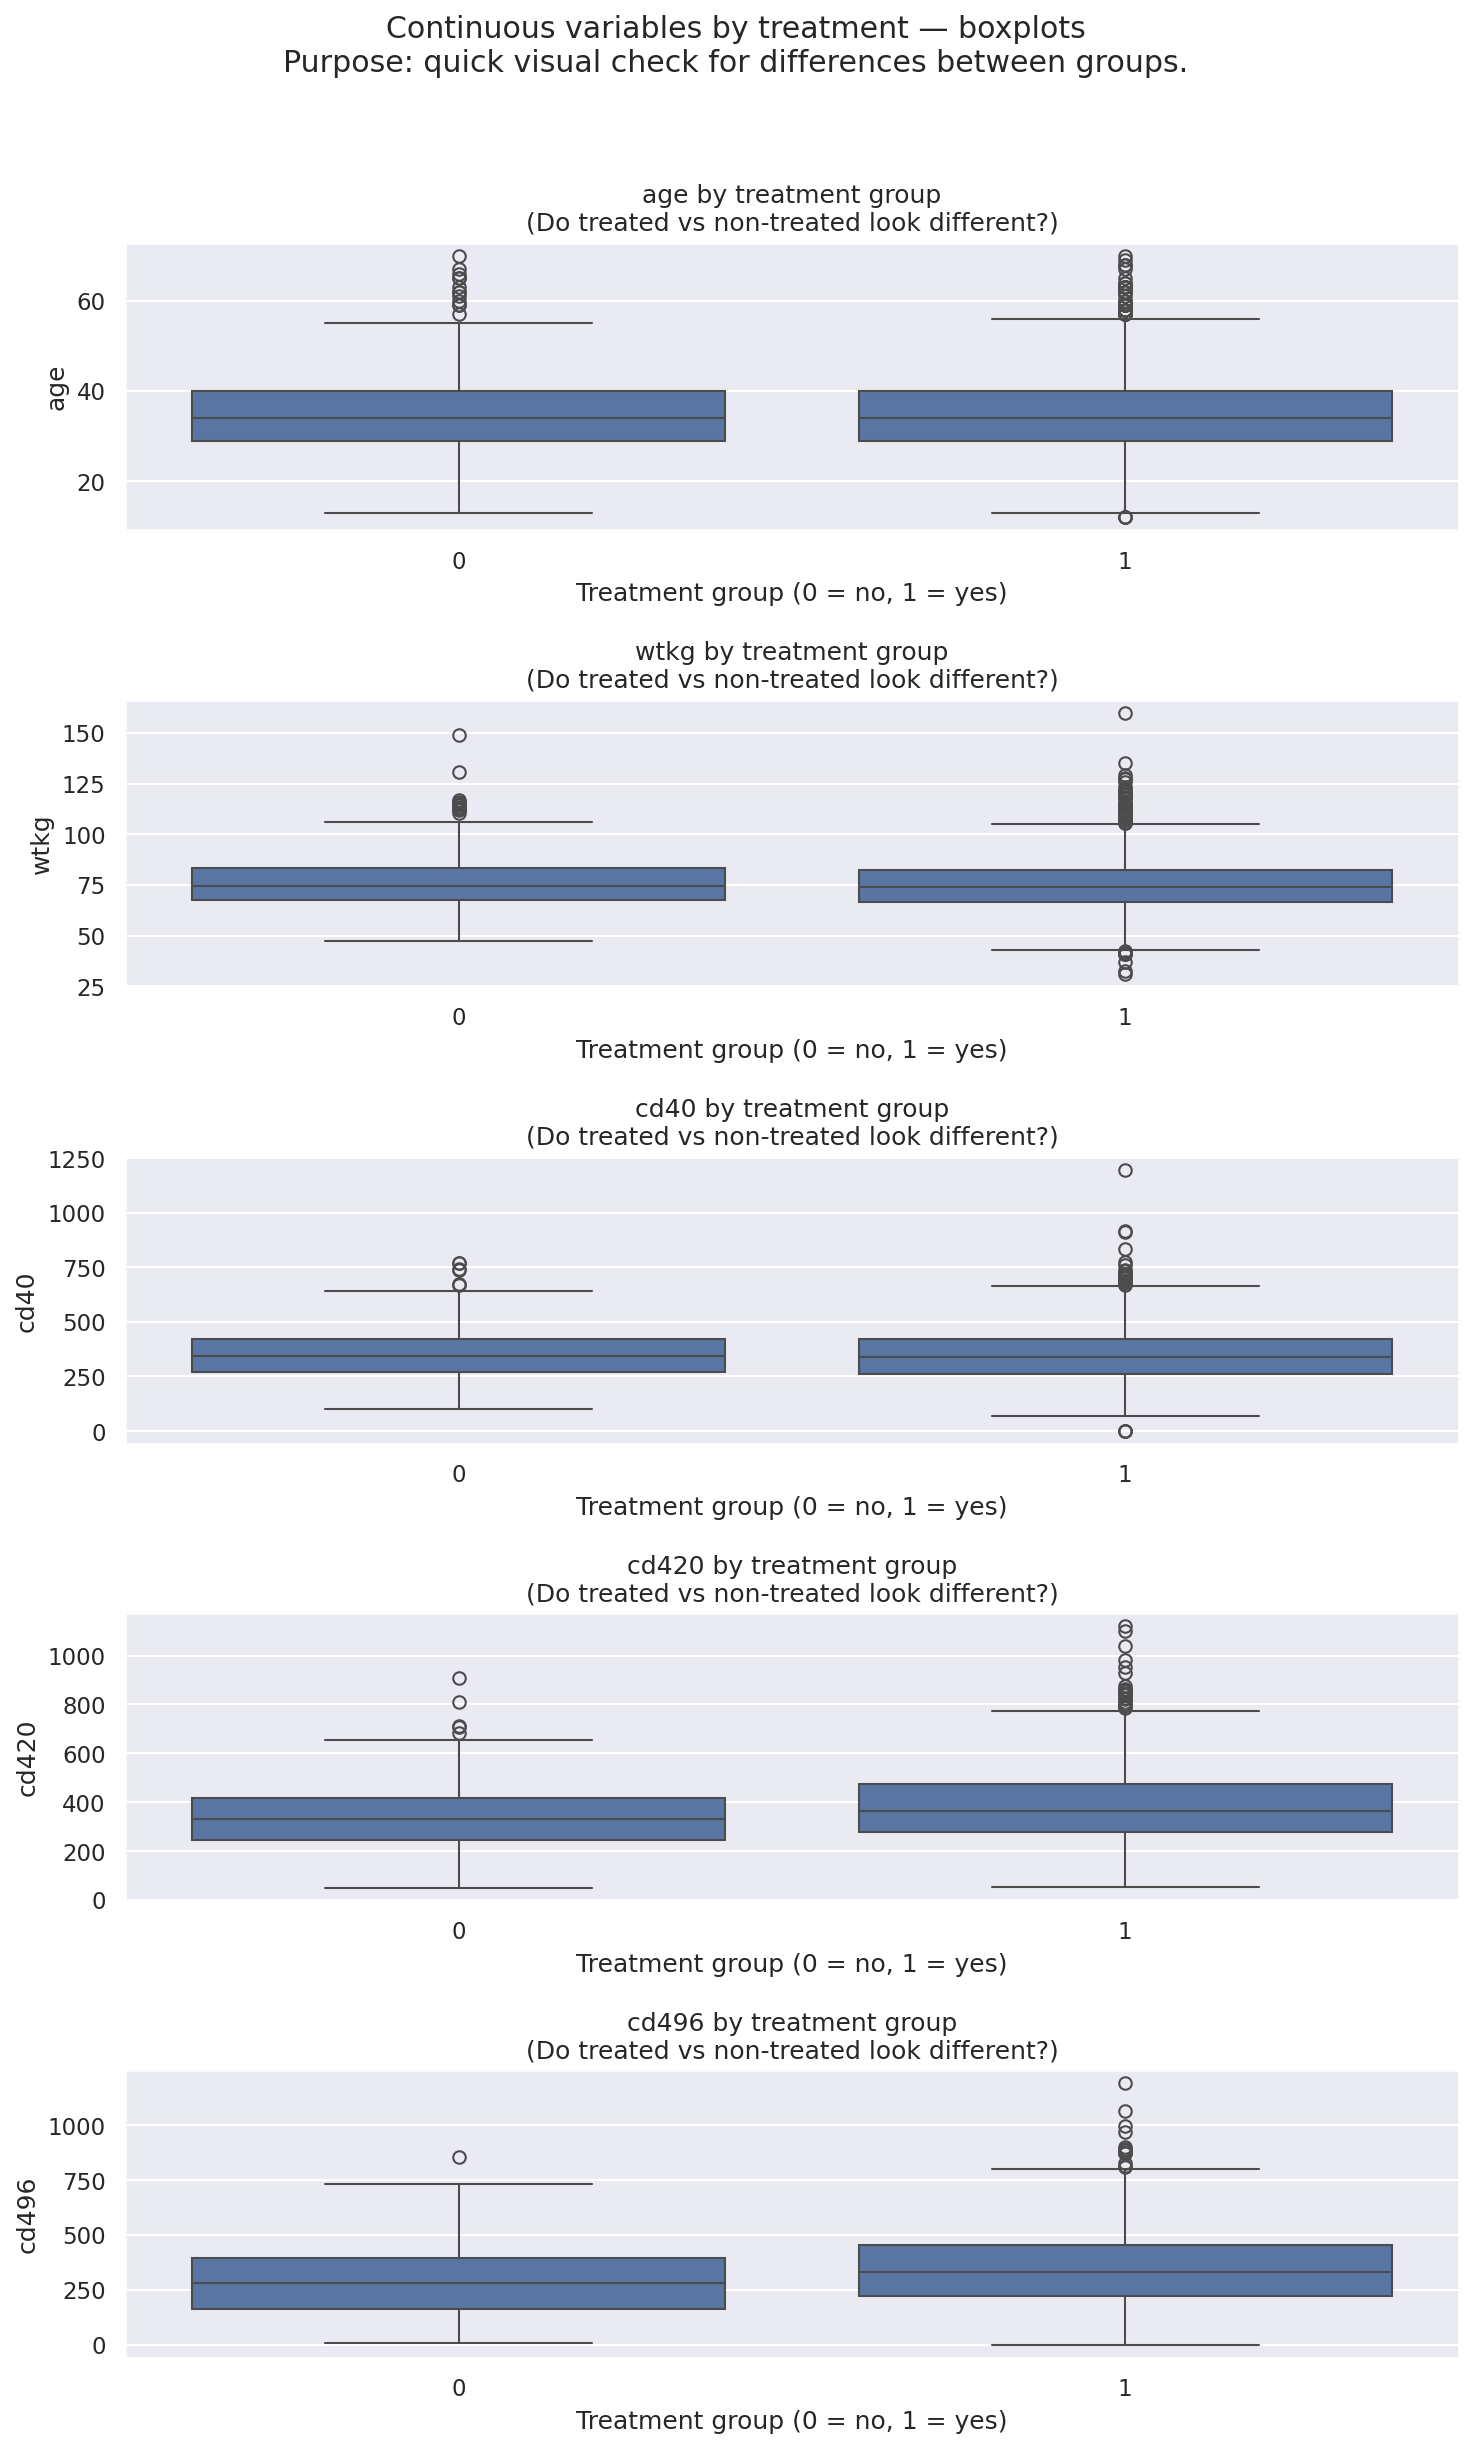 Continuous variables by treatment — boxplots
Purpose: quick visual check for differences between groups.
age by treatment group
(Do treated vs non-treated look different?)
60
40
20
age
0
1
Treatment group (0 = no, 1 = yes)
wtkg by treatment group
(Do treated vs non-treated look different?)
150
125
100
75
50
25
wtkg
0
1
Treatment group (0 = no, 1 = yes)
cd40 by treatment group
(Do treated vs non-treated look different?)
1250
1000
750
500
250
0
cd40
0
1
Treatment group (0 = no, 1 = yes)
cd420 by treatment group
(Do treated vs non-treated look different?)
1000
800
600
400
200
0
cd420
0
1
Treatment group (0 = no, 1 = yes)
cd496 by treatment group
(Do treated vs non-treated look different?)
1000
750
500
250
0
cd496
0
1
Treatment group (0 = no, 1 = yes)